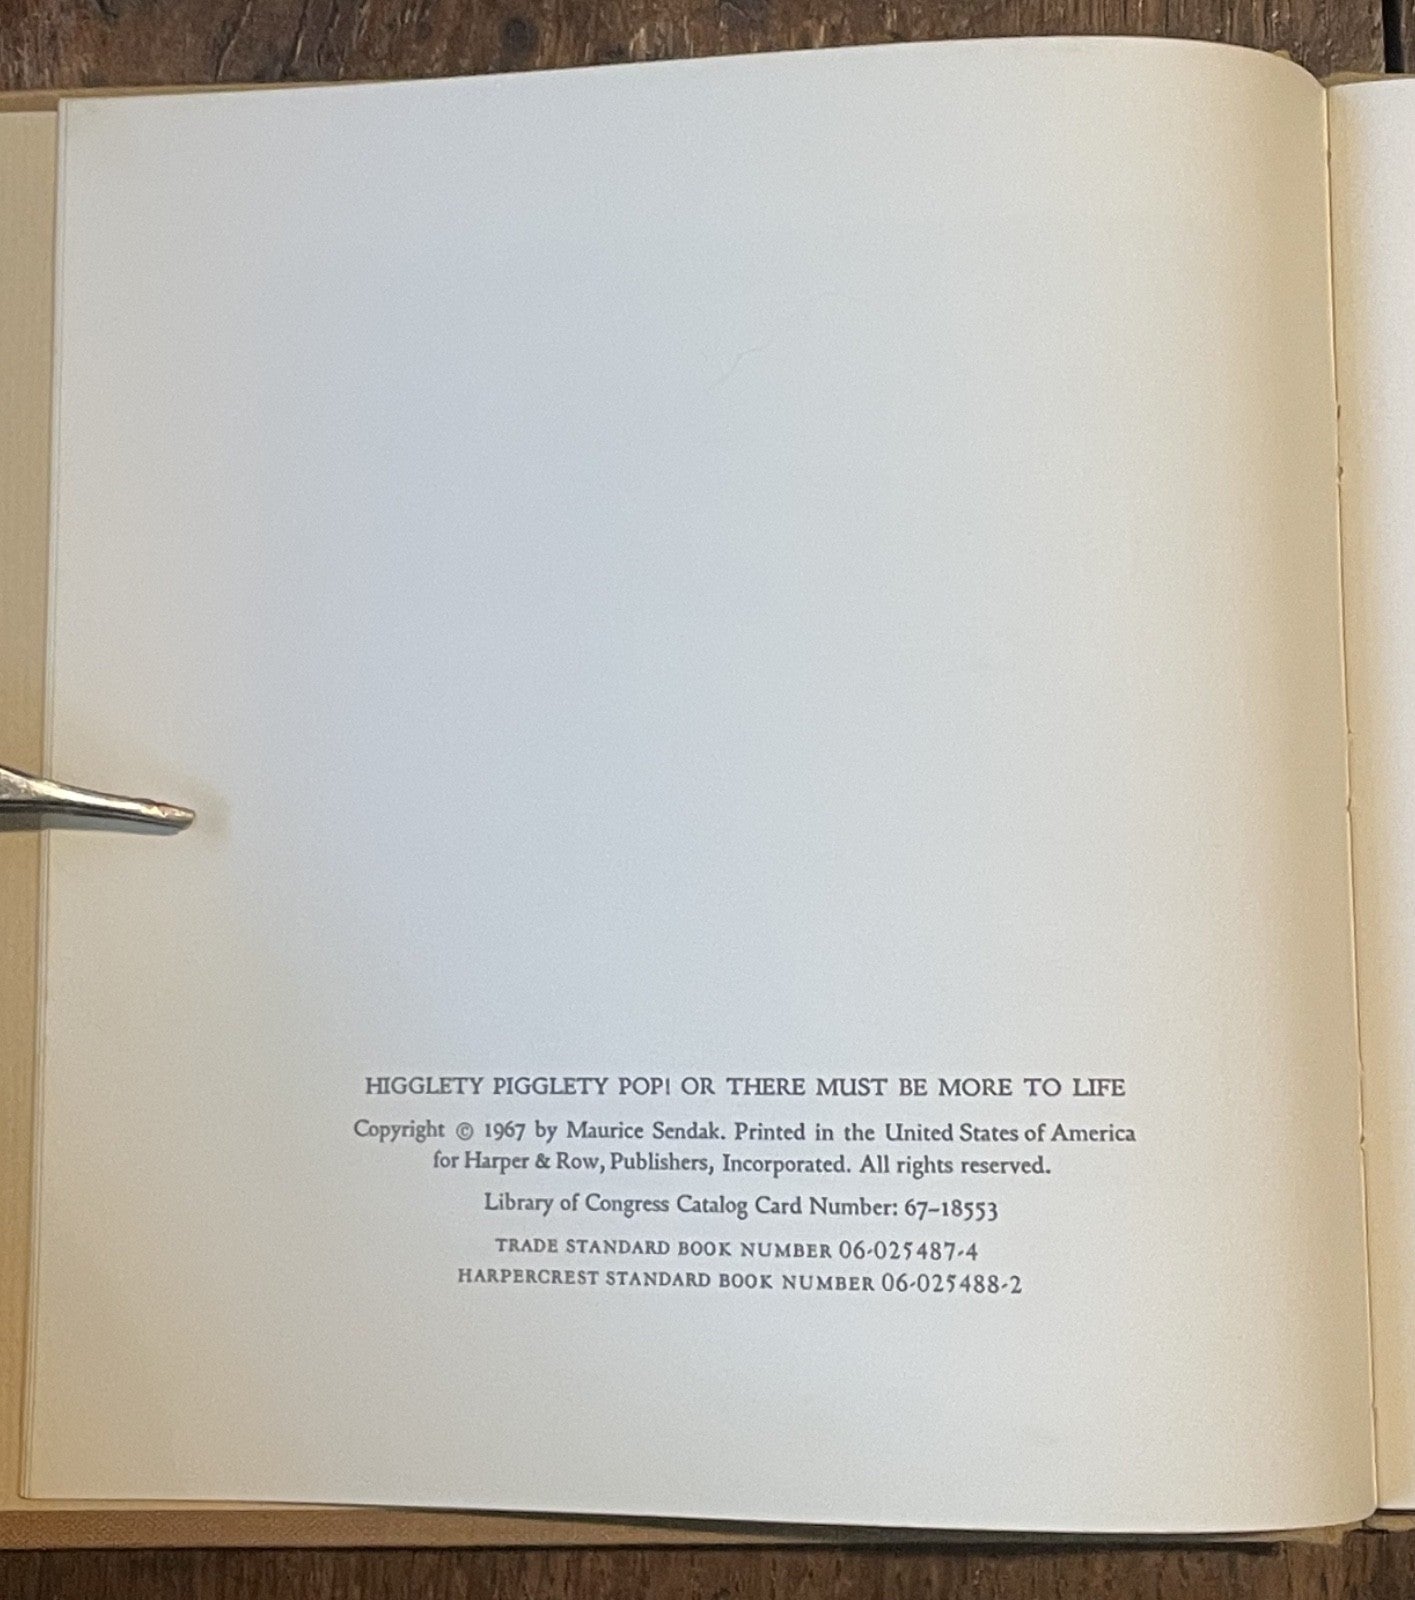 HIGGLETY PIGGLETY POP! OR THERE MUST BE MORE TO LIFE
Copyright © 1967 by Maurice Sendak. Printed in the United States of America
for Harper & Row, Publishers, Incorporated. All rights reserved.
Library of Congress Catalog Card Number: 67–18553
TRADE STANDARD BOOK NUMBER 06-025487-4
HARPERCREST STANDARD BOOK NUMBER 06-025488-2